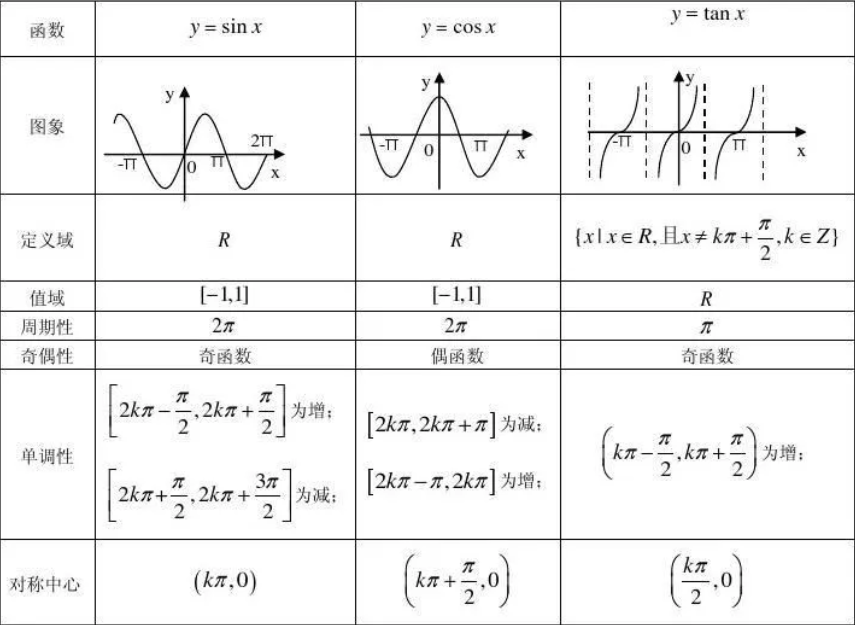 函数 y = sin x y = cos x y = tan x
图象
y -π 0 π 2π x
y -π 0 π x
y -π 0 π x
定义域 R R {x | x ∈ R, 且x ≠ kπ + π/2, k ∈ Z}
值域 [−1,1] [−1,1] R
周期性 2π 2π π
奇偶性 奇函数 偶函数 奇函数
单调性
[2kπ − π/2, 2kπ + π/2] 为增;
[2kπ + π/2, 2kπ + 3π/2] 为减;
[2kπ, 2kπ + π] 为减;
[2kπ − π, 2kπ] 为增;
(kπ − π/2, kπ + π/2) 为增;
对称中心 (kπ, 0) (kπ + π/2, 0) (kπ/2, 0)